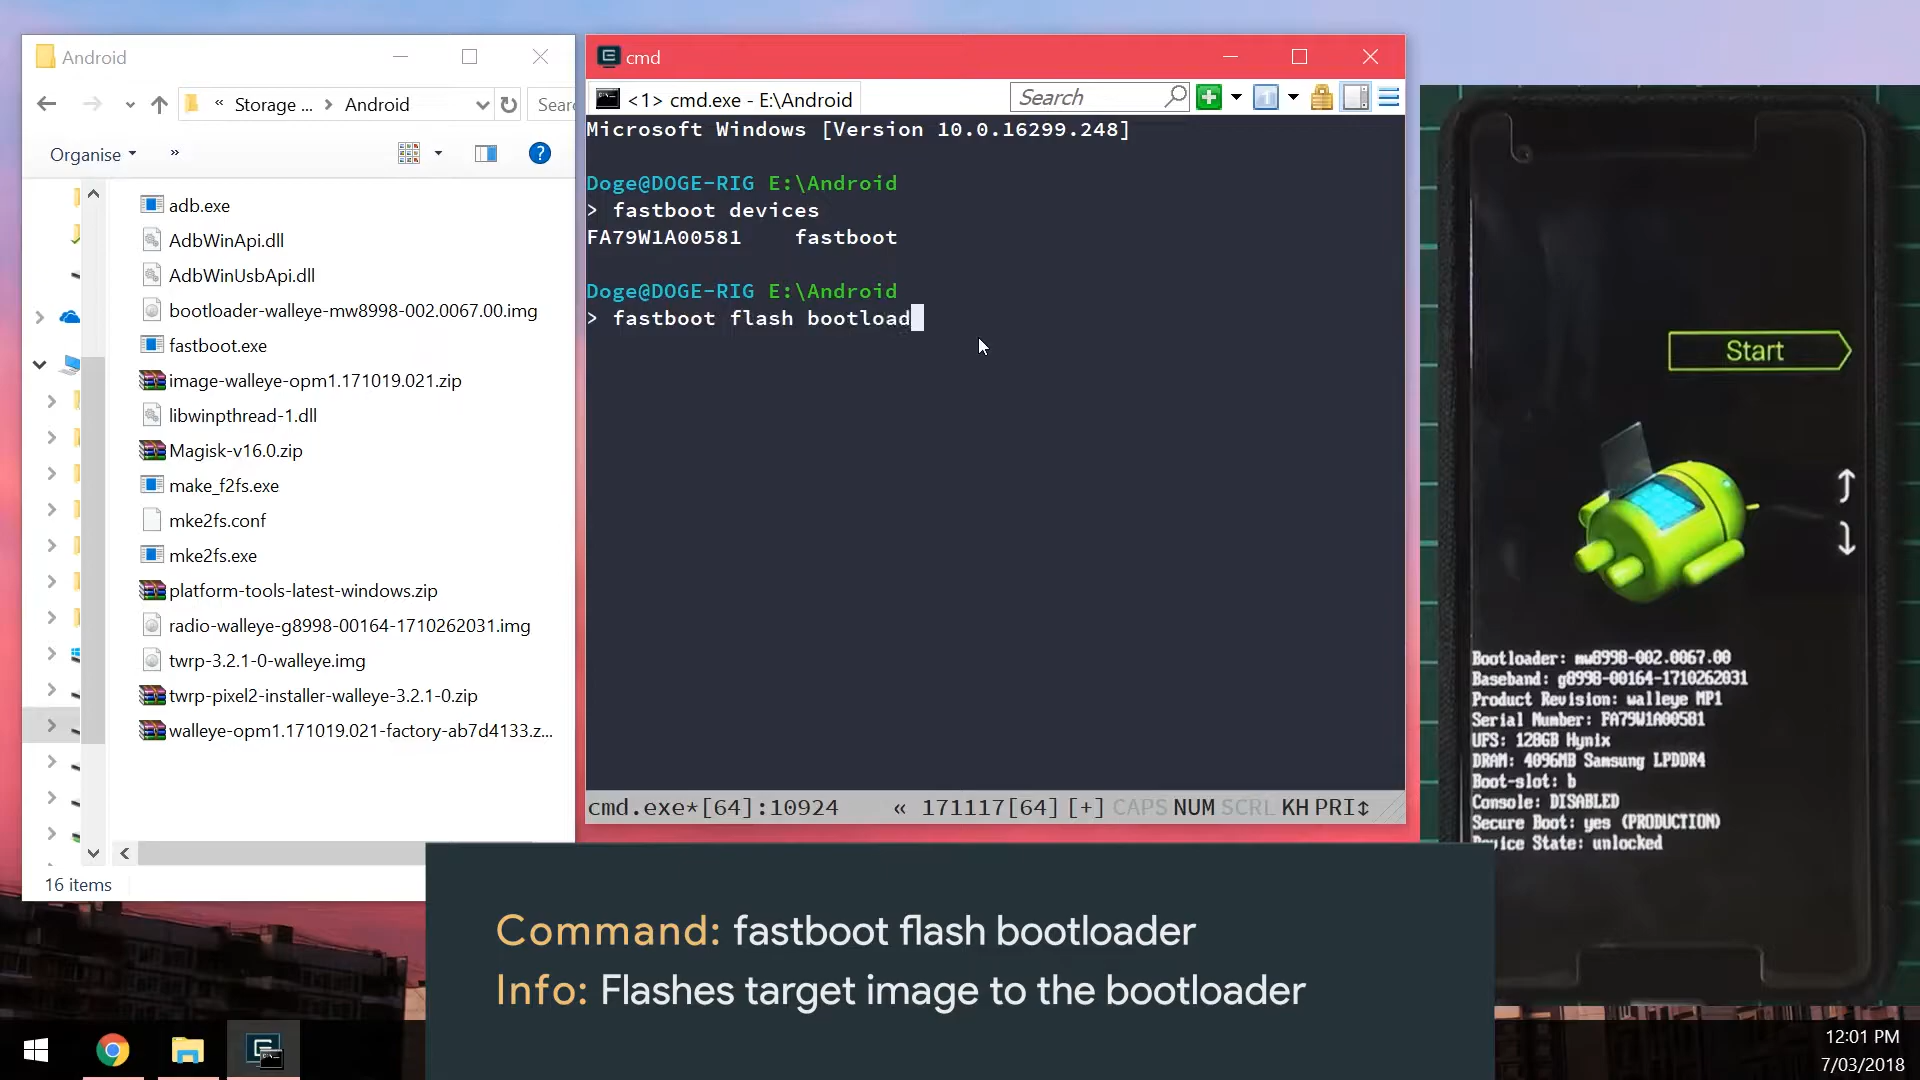 Android
« Storage ... > Android
Search
Organise
»
adb.exe
AdbWinApi.dll
AdbWinUsbApi.dll
bootloader-walleye-mw8998-002.0067.00.img
fastboot.exe
image-walleye-opm1.171019.021.zip
libwinpthread-1.dll
Magisk-v16.0.zip
make_f2fs.exe
mke2fs.conf
mke2fs.exe
platform-tools-latest-windows.zip
radio-walleye-g8998-00164-1710262031.img
twrp-3.2.1-0-walleye.img
twrp-pixel2-installer-walleye-3.2.1-0.zip
walleye-opm1.171019.021-factory-ab7d4133.z...
16 items
cmd
<1> cmd.exe - E:\Android
Search
Microsoft Windows [Version 10.0.16299.248]
Doge@DOGE-RIG E:\Android
> fastboot devices
FA79W1A00581 fastboot
Doge@DOGE-RIG E:\Android
> fastboot flash bootload
cmd.exe*[64]:10924 « 171117[64] [+] CAPS NUM SCRL KH PRI↕
Start
Bootloader: mw8998-002.0067.00
Baseband: g8998-00164-1710262031
Product Revision: walleye MP1
Serial Number: FA79W1A00581
UFS: 128GB Hynix
DRAM: 4096MB Samsung LPDDR4
Boot-slot: b
Console: DISABLED
Secure Boot: yes (PRODUCTION)
Device State: unlocked
Command: fastboot flash bootloader
Info: Flashes target image to the bootloader
12:01 PM
7/03/2018